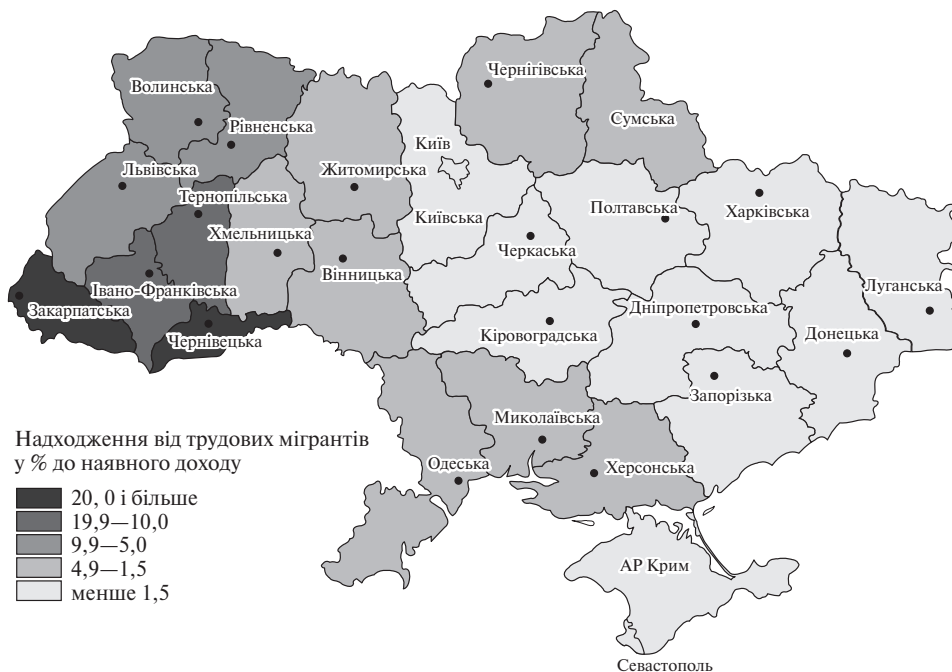 Чернігівська
Волинська
Сумська
Рівненська
Київ
Львівська
Житомирська
Тернопільська
Полтавська
Харківська
Київська
Хмельницька
Черкаська
Вінницька
Івано-Франківська
Луганська
Закарпатська
Дніпропетровська
Чернівецька
Кіровоградська
Донецька
Запорізька
Миколаївська
Одеська
Херсонська
Надходження від трудових мігрантів
у % до наявного доходу
20, 0 і більше
19,9—10,0
9,9—5,0
4,9—1,5
менше 1,5
АР Крим
Севастополь